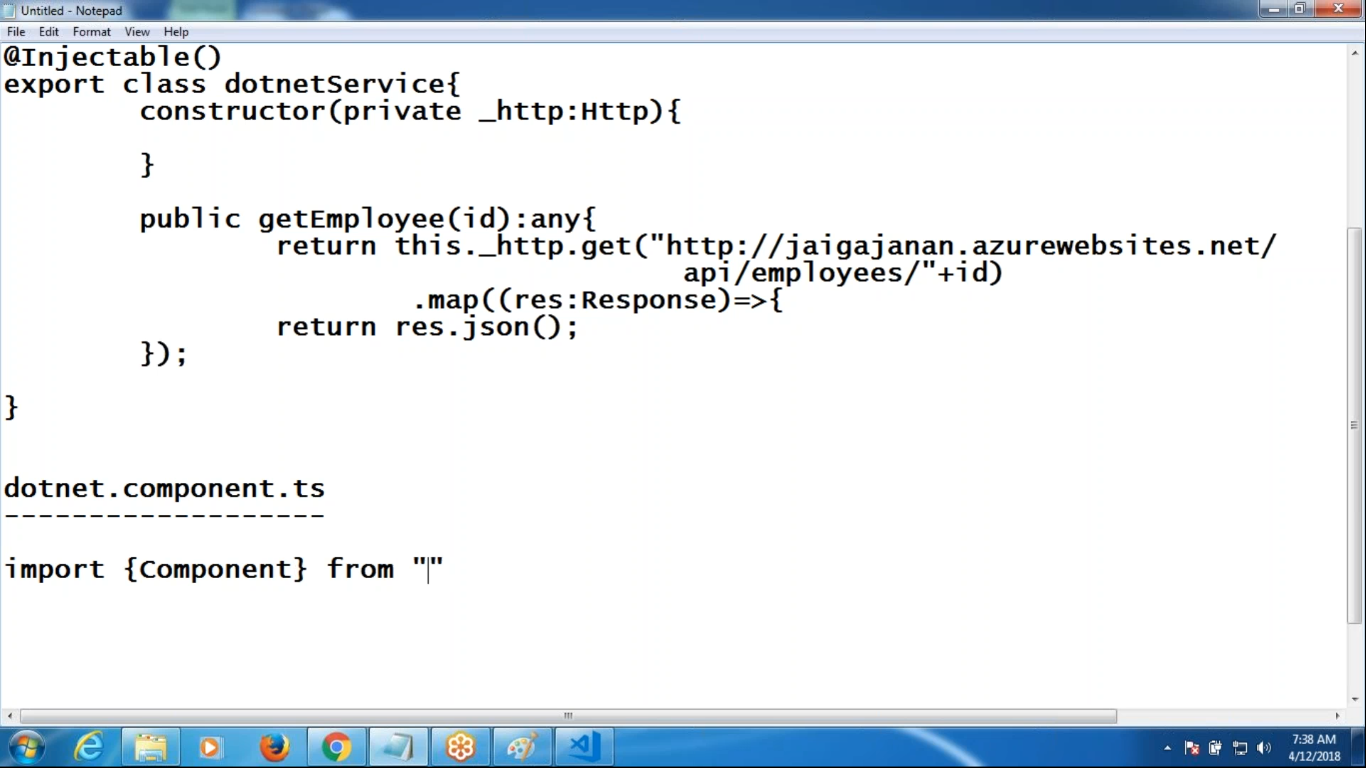 Untitled - Notepad
File Edit Format View Help
@Injectable()
export class dotnetService{
constructor(private _http:Http){
}
public getEmployee(id):any{
return this._http.get("http://jaigajanan.azurewebsites.net/
api/employees/"+id)
.map((res:Response)=>{
return res.json();
});
}
dotnet.component.ts
-------------------
import {Component} from ""
7:38 AM
4/12/2018